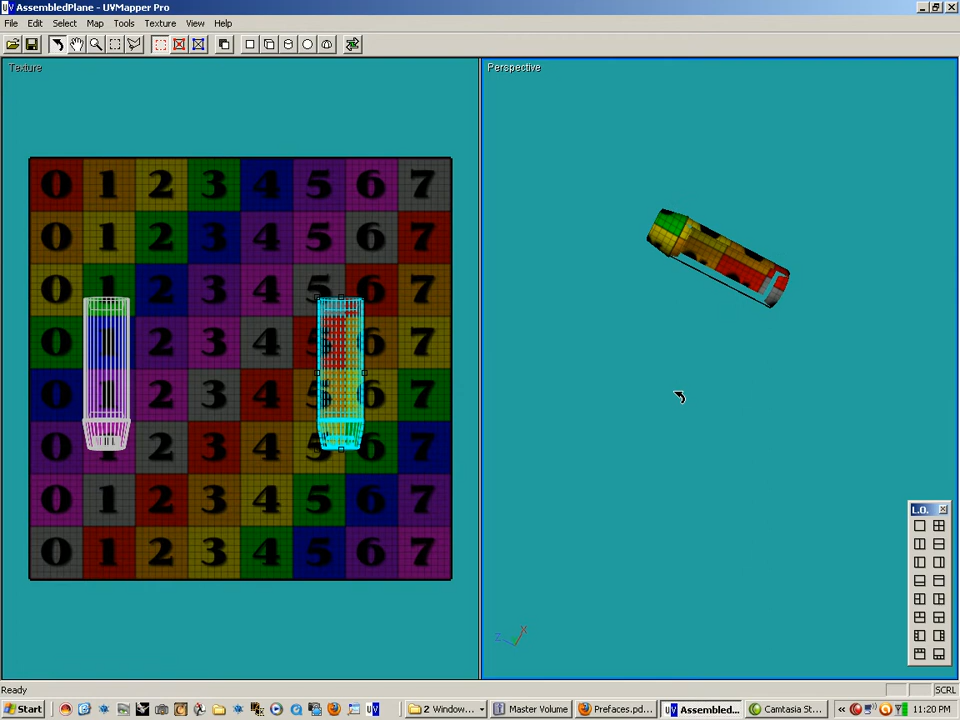 AssembledPlane - UVMapper Pro
File Edit Select Map Tools Texture View Help
Texture
Perspective
0 1 2 3 4 5 6 7
0 1 2 3 4 5 6 7
0 1 2 3 4 5 6 7
0 1 2 3 4 5 6 7
0 1 2 3 4 5 6 7
0 1 2 3 4 5 6 7
0 1 2 3 4 5 6 7
0 1 2 3 4 5 6 7
L.O.
Z X
Ready
SCRL
Start
UV
2 Window...
Master Volume
Prefaces.pd...
UV Assembled...
Camtasia St...
11:20 PM